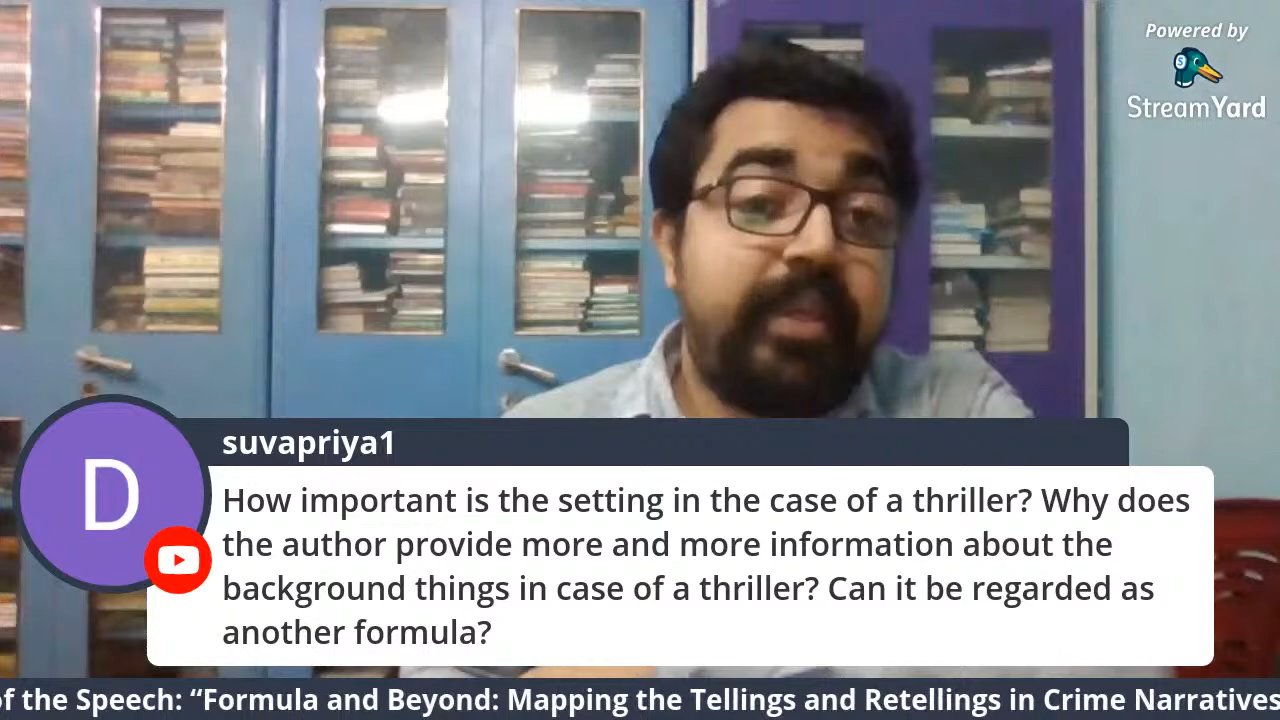 Powered by
S
StreamYard
D
suvapriya1
How important is the setting in the case of a thriller? Why does
the author provide more and more information about the
background things in case of a thriller? Can it be regarded as
another formula?
of the Speech: “Formula and Beyond: Mapping the Tellings and Retellings in Crime Narratives